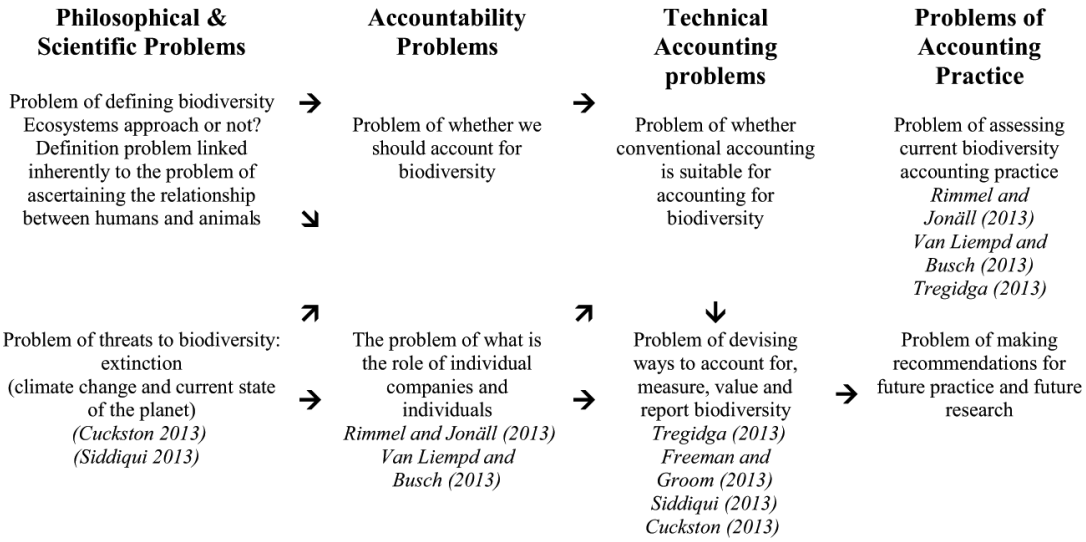 Philosophical &
Scientific Problems
Accountability
Problems
Technical
Accounting
problems
Problems of
Accounting
Practice
Problem of defining biodiversity
Ecosystems approach or not?
Definition problem linked
inherently to the problem of
ascertaining the relationship
between humans and animals
Problem of whether we
should account for
biodiversity
Problem of whether
conventional accounting
is suitable for
accounting for
biodiversity
Problem of assessing
current biodiversity
accounting practice
Rimmel and
Jonäll (2013)
Van Liempd and
Busch (2013)
Tregidga (2013)
Problem of threats to biodiversity:
extinction
(climate change and current state
of the planet)
(Cuckston 2013)
(Siddiqui 2013)
The problem of what is
the role of individual
companies and
individuals
Rimmel and Jonäll (2013)
Van Liempd and
Busch (2013)
Problem of devising
ways to account for,
measure, value and
report biodiversity
Tregidga (2013)
Freeman and
Groom (2013)
Siddiqui (2013)
Cuckston (2013)
Problem of making
recommendations for
future practice and future
research